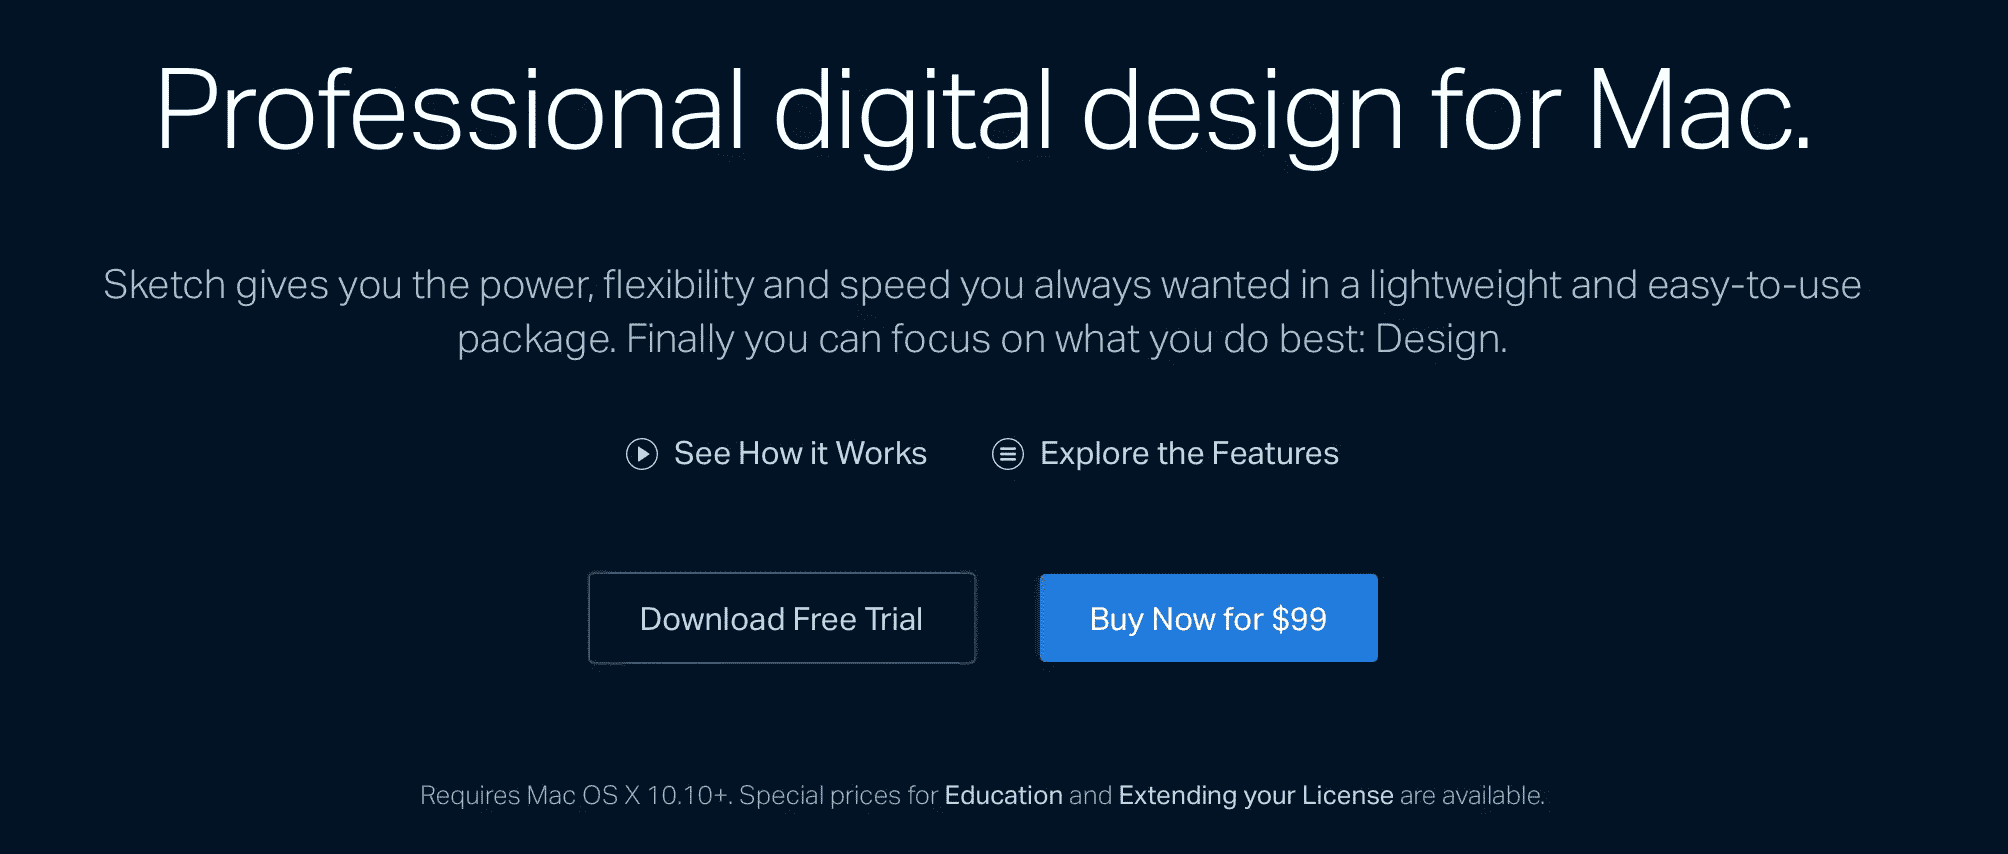 Professional digital design for Mac.
Sketch gives you the power, flexibility and speed you always wanted in a lightweight and easy-to-use
package. Finally you can focus on what you do best: Design.
See How it Works
Explore the Features
Download Free Trial
Buy Now for $99
Requires Mac OS X 10.10+. Special prices for Education and Extending your License are available.